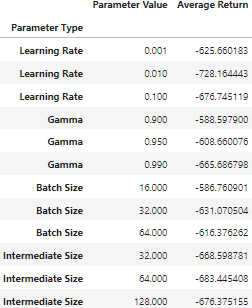 Parameter Value Average Return
Parameter Type
Learning Rate 0.001 -625.660183
Learning Rate 0.010 -728.164443
Learning Rate 0.100 -676.745119
Gamma 0.900 -588.597900
Gamma 0.950 -608.660076
Gamma 0.990 -665.686798
Batch Size 16.000 -586.760901
Batch Size 32.000 -631.070504
Batch Size 64.000 -616.376262
Intermediate Size 32.000 -668.598781
Intermediate Size 64.000 -683.445408
Intermediate Size 128.000 -676.375155